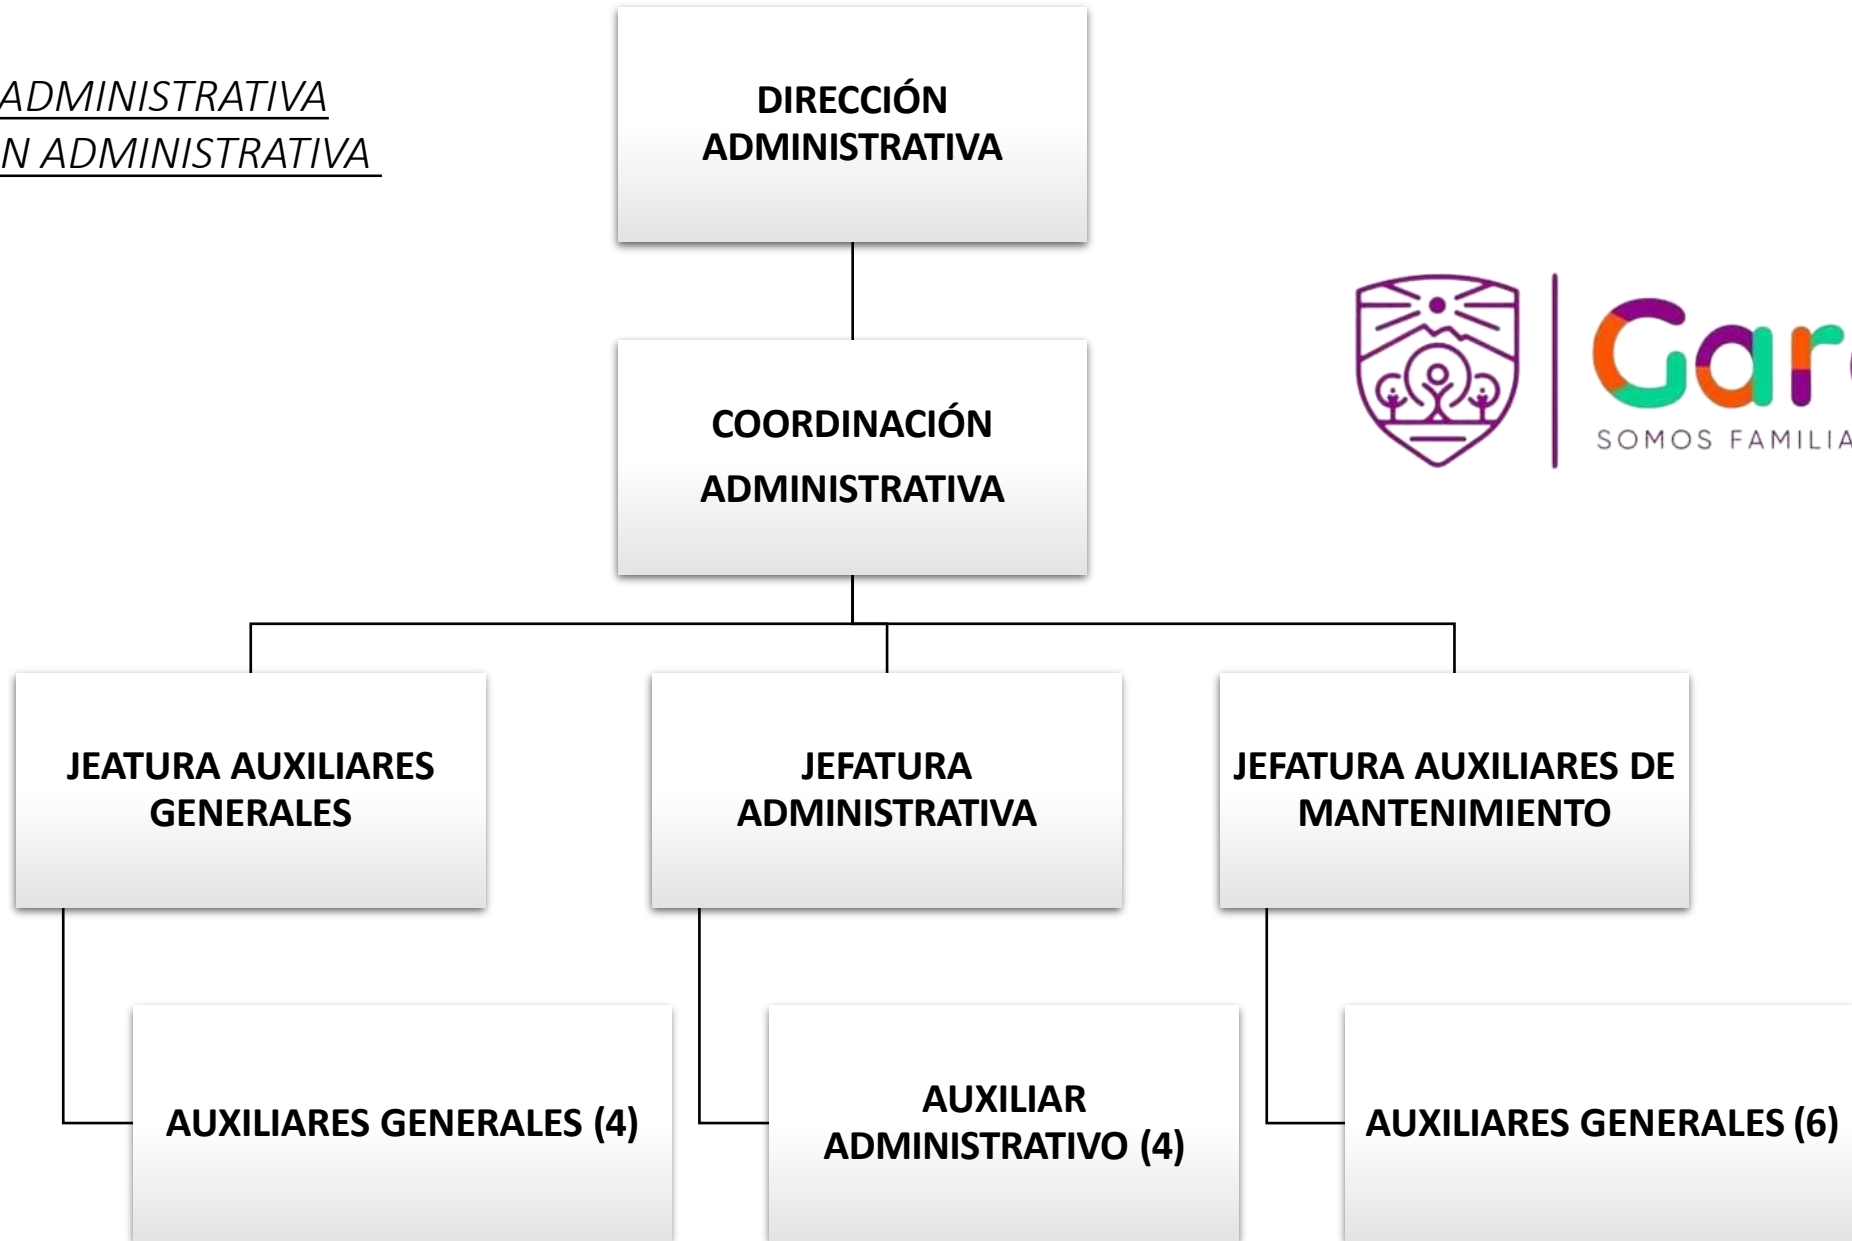 ADMINISTRATIVA
N ADMINISTRATIVA
DIRECCIÓN
ADMINISTRATIVA
COORDINACIÓN
ADMINISTRATIVA
SOMOS FAMILIA
JEATURA AUXILIARES
GENERALES
JEFATURA
ADMINISTRATIVA
JEFATURA AUXILIARES DE
MANTENIMIENTO
AUXILIARES GENERALES (4)
AUXILIAR
ADMINISTRATIVO (4)
AUXILIARES GENERALES (6)